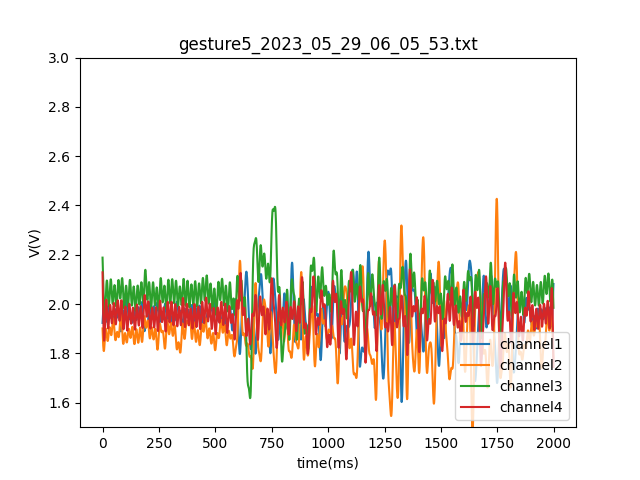 gesture5_2023_05_29_06_05_53.txt
3.0
2.8
2.6
2.4
2.2
2.0
1.8
1.6
V(V)
0 250 500 750 1000 1250 1500 1750 2000
time(ms)
channel1
channel2
channel3
channel4